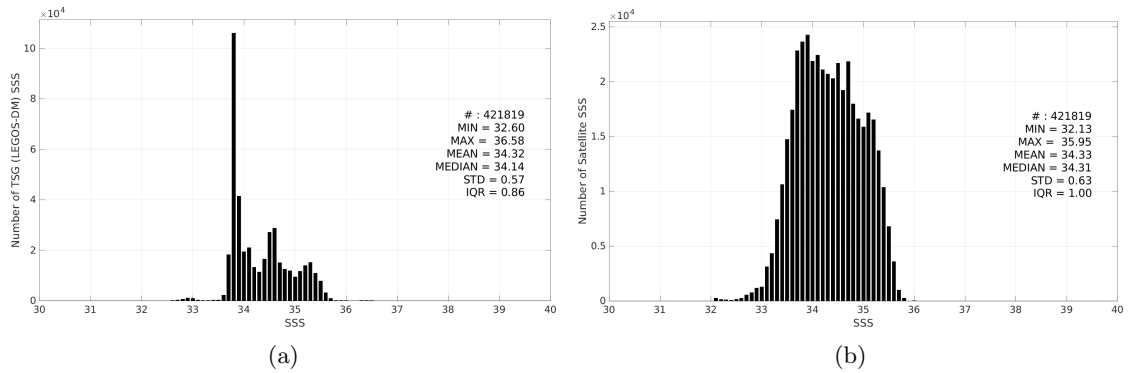 ×10⁴
Number of TSG (LEGOS-DM) SSS
10
8
6
4
2
0
# : 421819
MIN = 32.60
MAX = 36.58
MEAN = 34.32
MEDIAN = 34.14
STD = 0.57
IQR = 0.86
30 31 32 33 34 35 36 37 38 39 40
SSS
(a)
×10⁴
Number of Satellite SSS
2.5
2
1.5
1
0.5
0
# : 421819
MIN = 32.13
MAX = 35.95
MEAN = 34.33
MEDIAN = 34.31
STD = 0.63
IQR = 1.00
30 31 32 33 34 35 36 37 38 39 40
SSS
(b)